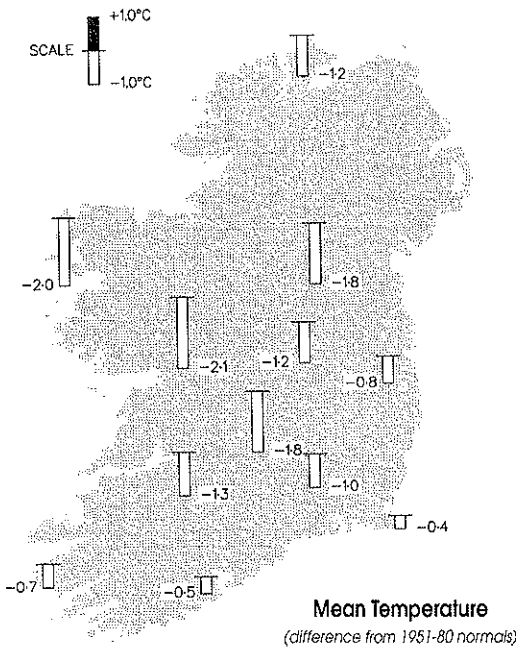 +1.0°C
SCALE
-1.0°C
-1.2
-2.0
-1.8
-2.1
-1.2
-0.8
-1.8
-1.3
-1.0
-0.4
-0.7
-0.5
Mean Temperature
(difference from 1951-80 normals)